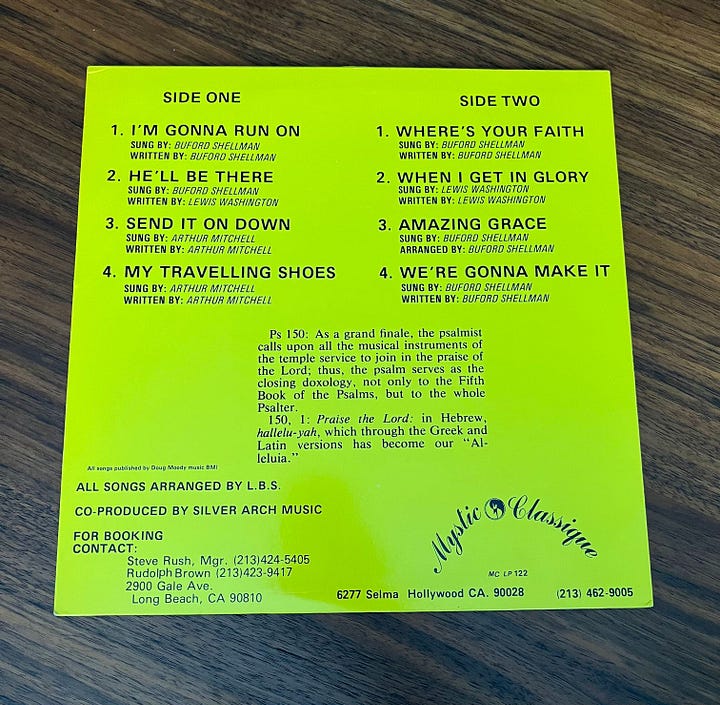 SIDE ONE
1. I'M GONNA RUN ON
SUNG BY: BUFORD SHELLMAN
WRITTEN BY: BUFORD SHELLMAN
2. HE'LL BE THERE
SUNG BY: BUFORD SHELLMAN
WRITTEN BY: LEWIS WASHINGTON
3. SEND IT ON DOWN
SUNG BY: ARTHUR MITCHELL
WRITTEN BY: ARTHUR MITCHELL
4. MY TRAVELLING SHOES
SUNG BY: ARTHUR MITCHELL
WRITTEN BY: ARTHUR MITCHELL
SIDE TWO
1. WHERE'S YOUR FAITH
SUNG BY: BUFORD SHELLMAN
WRITTEN BY: BUFORD SHELLMAN
2. WHEN I GET IN GLORY
SUNG BY: LEWIS WASHINGTON
WRITTEN BY: LEWIS WASHINGTON
3. AMAZING GRACE
SUNG BY: BUFORD SHELLMAN
ARRANGED BY: BUFORD SHELLMAN
4. WE'RE GONNA MAKE IT
SUNG BY: BUFORD SHELLMAN
WRITTEN BY: BUFORD SHELLMAN
Ps 150: As a grand finale, the psalmist
calls upon all the musical instruments of
the temple service to join in the praise of
the Lord; thus, the psalm serves as the
closing doxology, not only to the Fifth
Book of the Psalms, but to the whole
Psalter.
150, 1: Praise the Lord: in Hebrew,
hallelu-yah, which through the Greek and
Latin versions has become our "Al-
leluia."
All songs published by Doug Moody music BMI
ALL SONGS ARRANGED BY L.B.S.
CO-PRODUCED BY SILVER ARCH MUSIC
FOR BOOKING
CONTACT:
Steve Rush, Mgr. (213)424-5405
Rudolph Brown (213)423-9417
2900 Gale Ave.
Long Beach, CA 90810
Mystic Classique
MC LP 122
6277 Selma Hollywood CA. 90028 (213) 462-9005